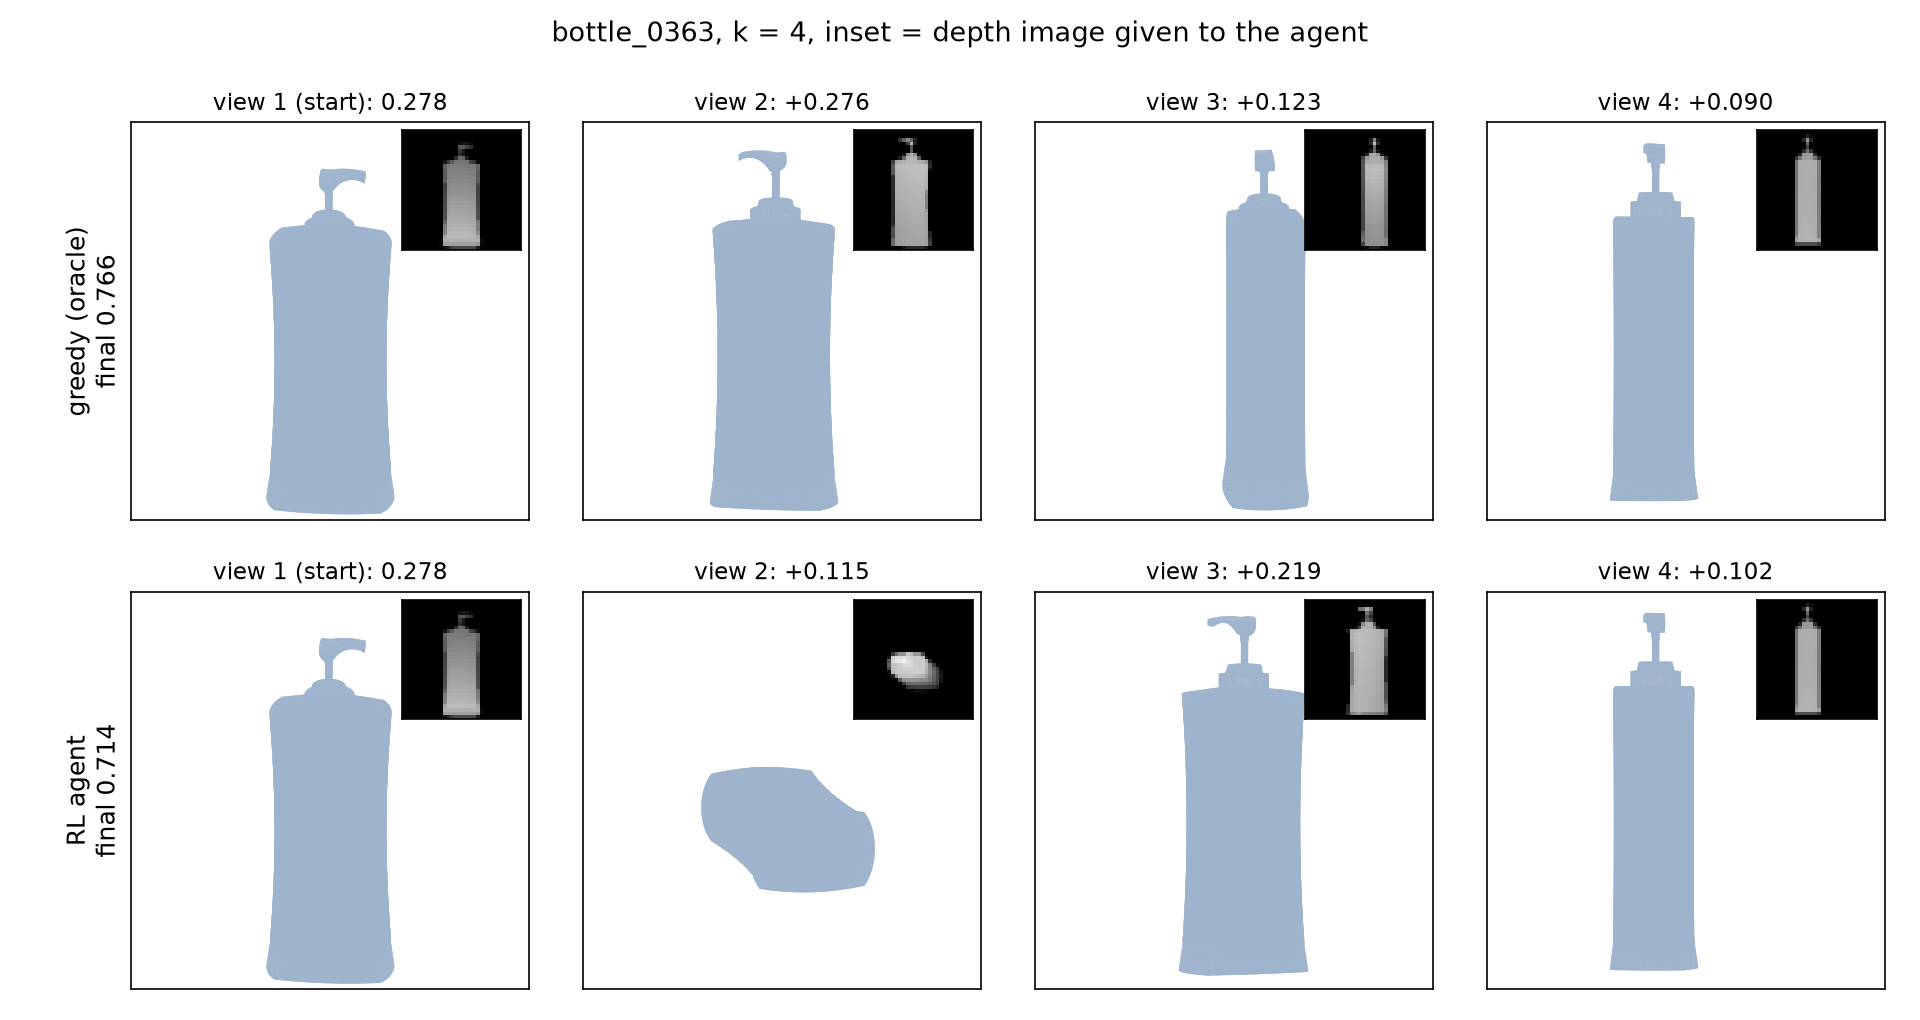 bottle_0363, k = 4, inset = depth image given to the agent
greedy (oracle)
final 0.766
view 1 (start): 0.278
view 2: +0.276
view 3: +0.123
view 4: +0.090
RL agent
final 0.714
view 1 (start): 0.278
view 2: +0.115
view 3: +0.219
view 4: +0.102